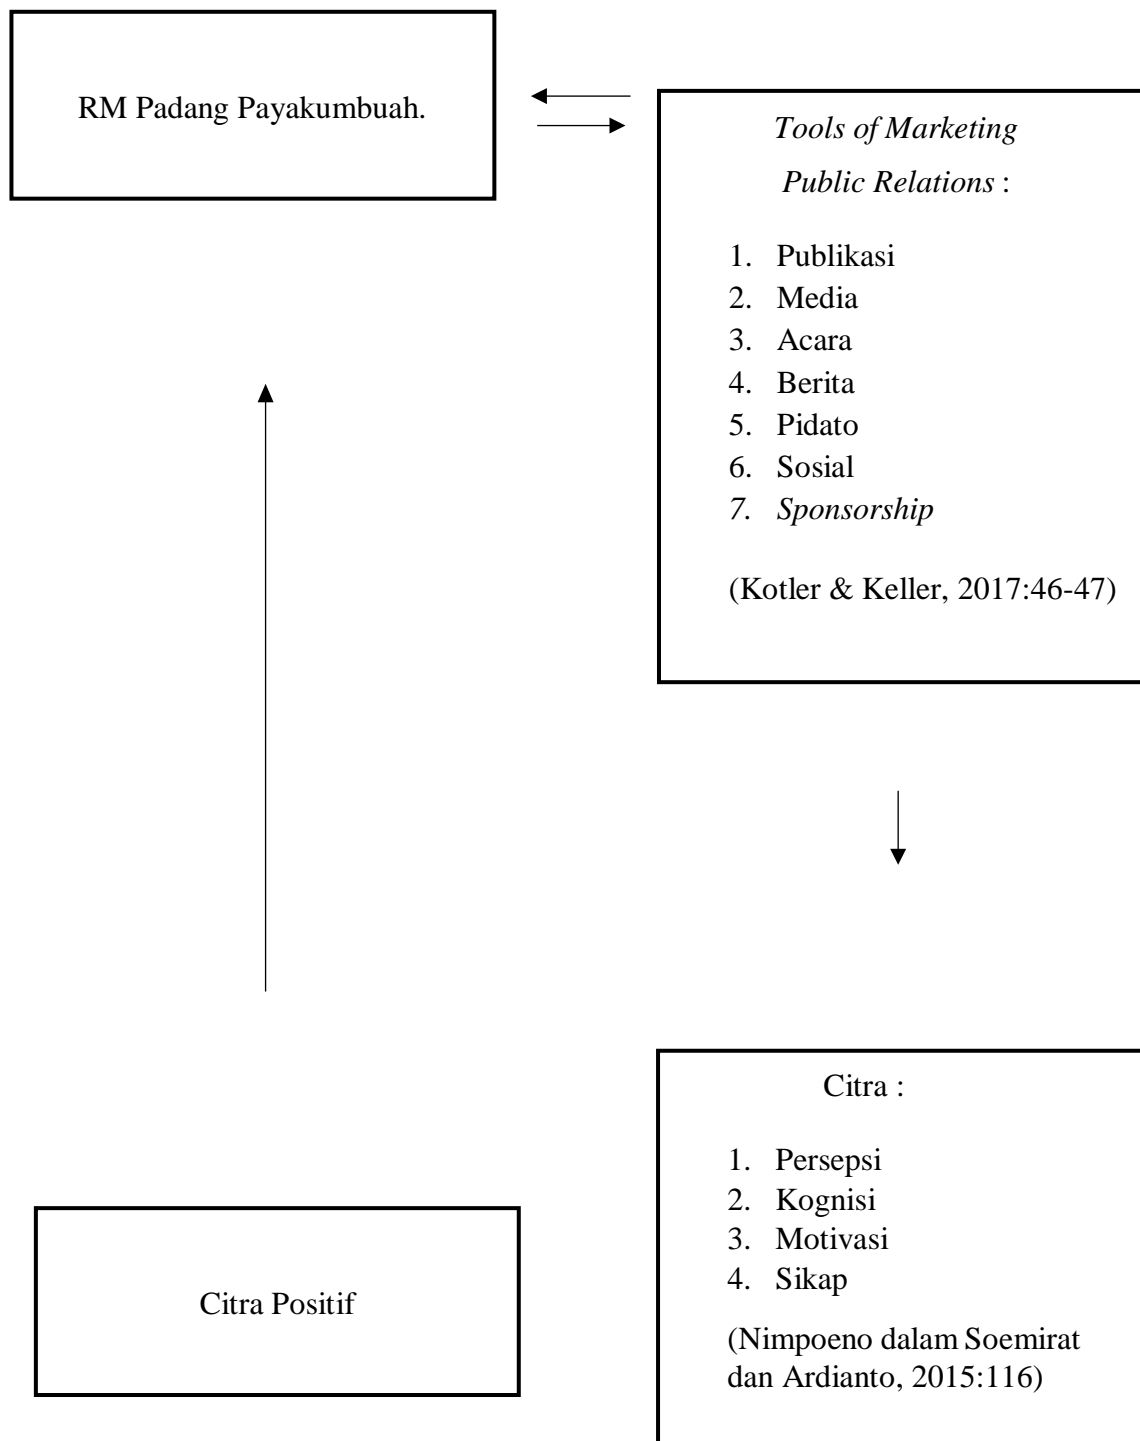 RM Padang Payakumbuah.
Tools of Marketing
Public Relations :
1. Publikasi
2. Media
3. Acara
4. Berita
5. Pidato
6. Sosial
7. Sponsorship
(Kotler & Keller, 2017:46-47)
Citra :
1. Persepsi
2. Kognisi
3. Motivasi
4. Sikap
(Nimpoeno dalam Soemirat
dan Ardianto, 2015:116)
Citra Positif